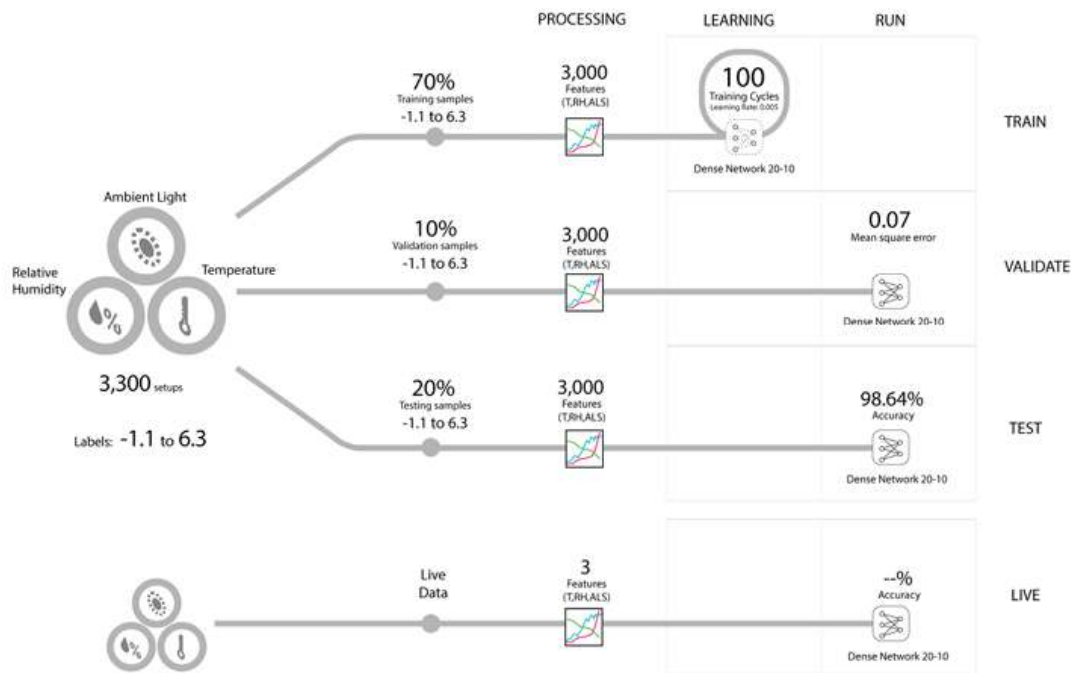 PROCESSING
LEARNING
RUN
70%
Training samples
-1.1 to 6.3
3,000
Features
(T,RH,ALS)
100
Training Cycles
Learning Rate: 0.005
Dense Network 20-10
TRAIN
Ambient Light
Relative
Humidity
Temperature
3,300 setups
Labels: -1.1 to 6.3
10%
Validation samples
-1.1 to 6.3
3,000
Features
(T,RH,ALS)
0.07
Mean square error
Dense Network 20-10
VALIDATE
20%
Testing samples
-1.1 to 6.3
3,000
Features
(T,RH,ALS)
98.64%
Accuracy
Dense Network 20-10
TEST
Live
Data
3
Features
(T,RH,ALS)
--%
Accuracy
Dense Network 20-10
LIVE